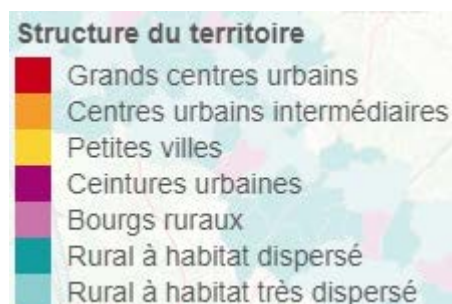 Structure du territoire
Grands centres urbains
Centres urbains intermédiaires
Petites villes
Ceintures urbaines
Bourgs ruraux
Rural à habitat dispersé
Rural à habitat très dispersé